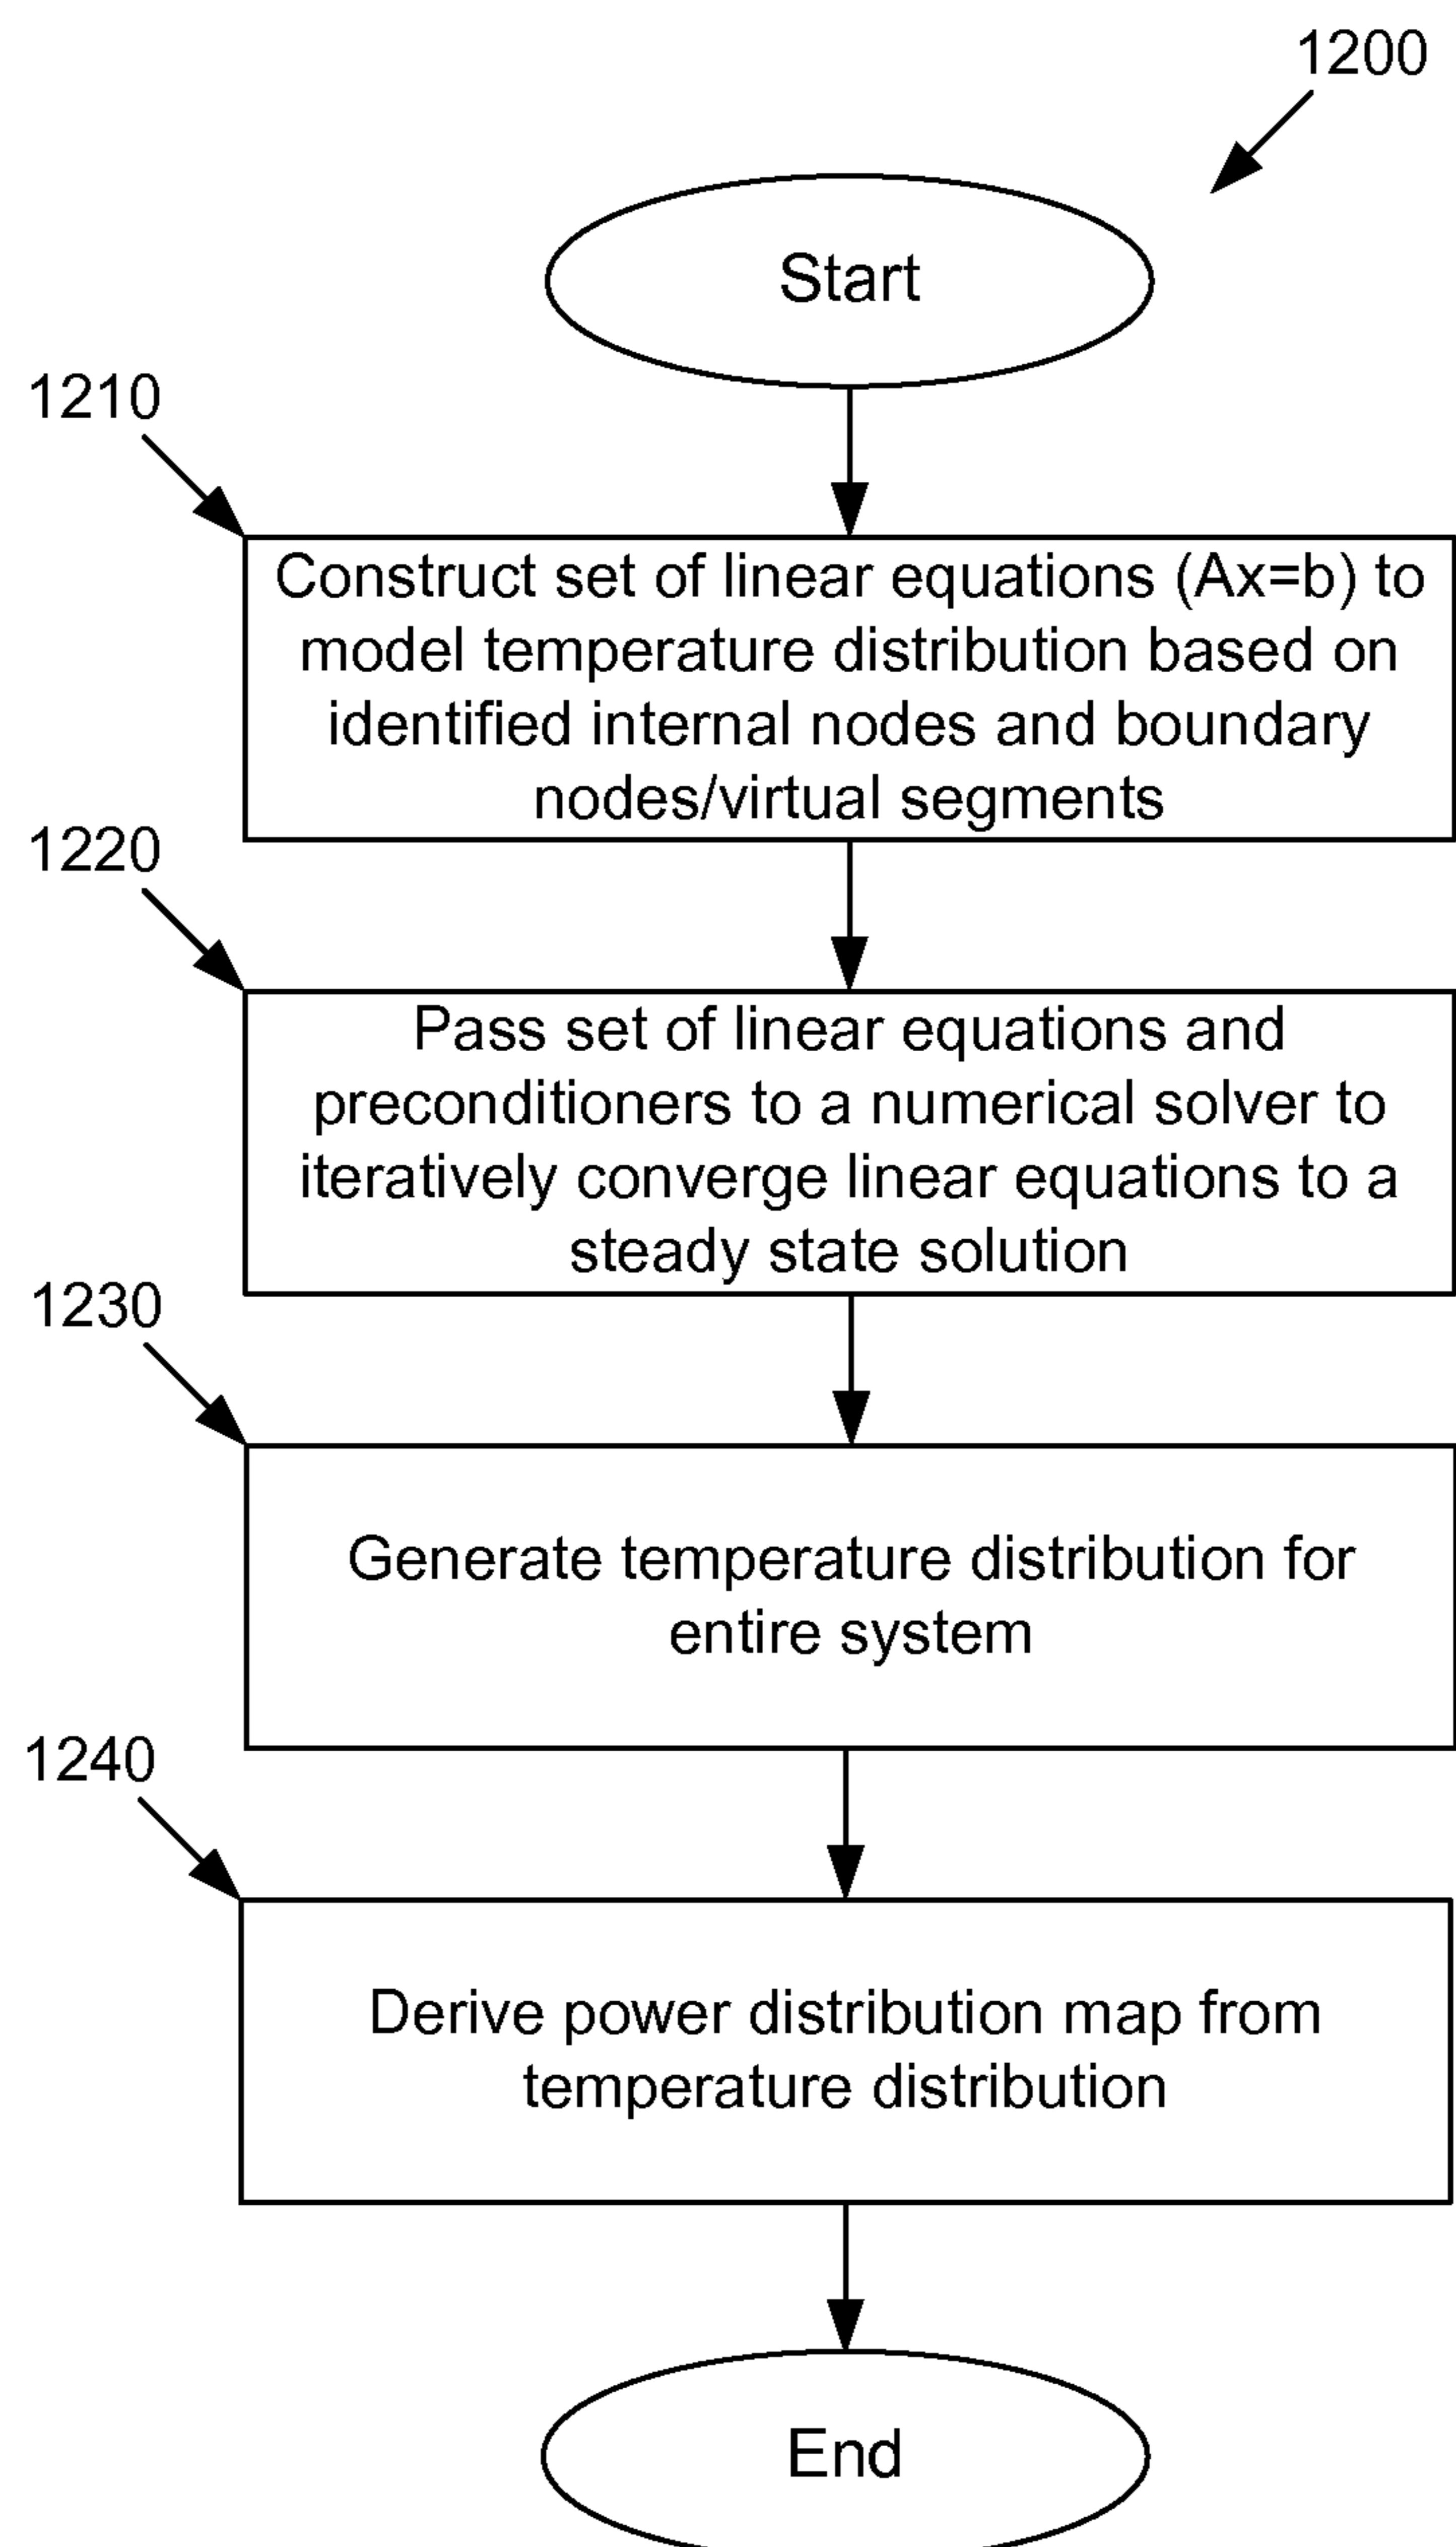 1200
Start
1210
Construct set of linear equations (Ax=b) to
model temperature distribution based on
identified internal nodes and boundary
nodes/virtual segments
1220
Pass set of linear equations and
preconditioners to a numerical solver to
iteratively converge linear equations to a
steady state solution
1230
Generate temperature distribution for
entire system
1240
Derive power distribution map from
temperature distribution
End